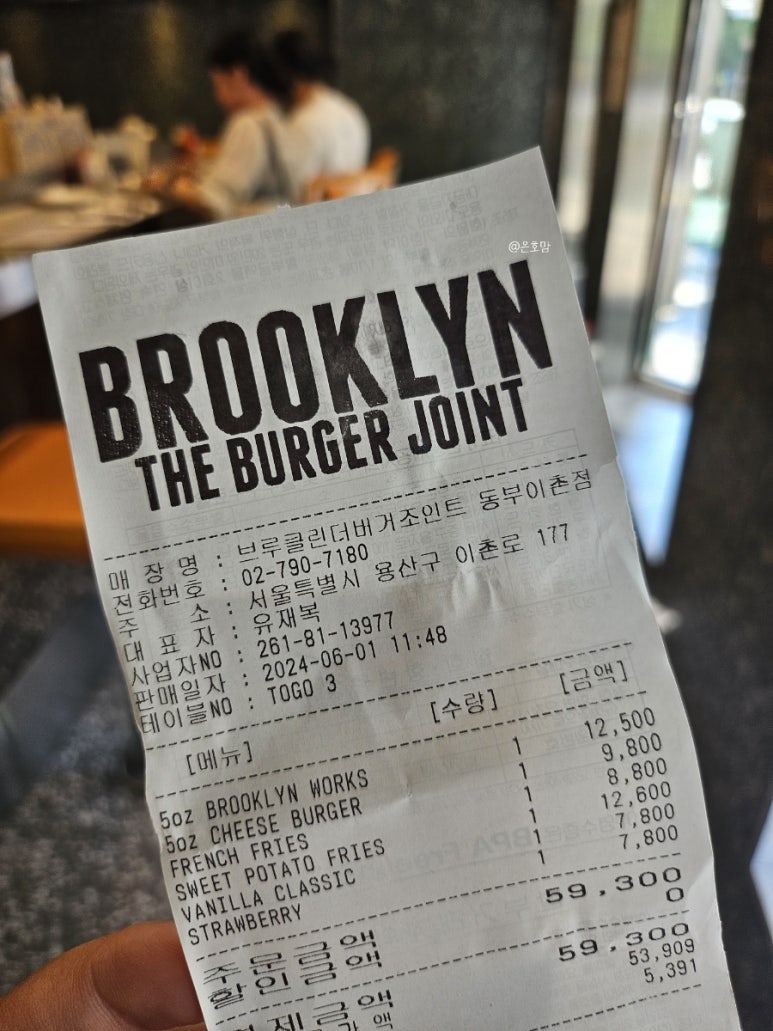 @은호맘
BROOKLYN
THE BURGER JOINT
매 장 명 : 브루클린더버거조인트 동부이촌점
전화번호 : 02-790-7180
주 소 : 서울특별시 용산구 이촌로 177
대 표 자 : 유재복
사업자NO : 261-81-13977
판매일자 : 2024-06-01 11:48
테이블NO : TOGO 3
[메뉴] [수량] [금액]
5oz BROOKLYN WORKS 1 12,500
5oz CHEESE BURGER 1 9,800
FRENCH FRIES 1 8,800
SWEET POTATO FRIES 1 12,600
VANILLA CLASSIC 1 7,800
STRAWBERRY 1 7,800
주문금액 59,300
할인금액 0
금액 59,300
53,909
5,391